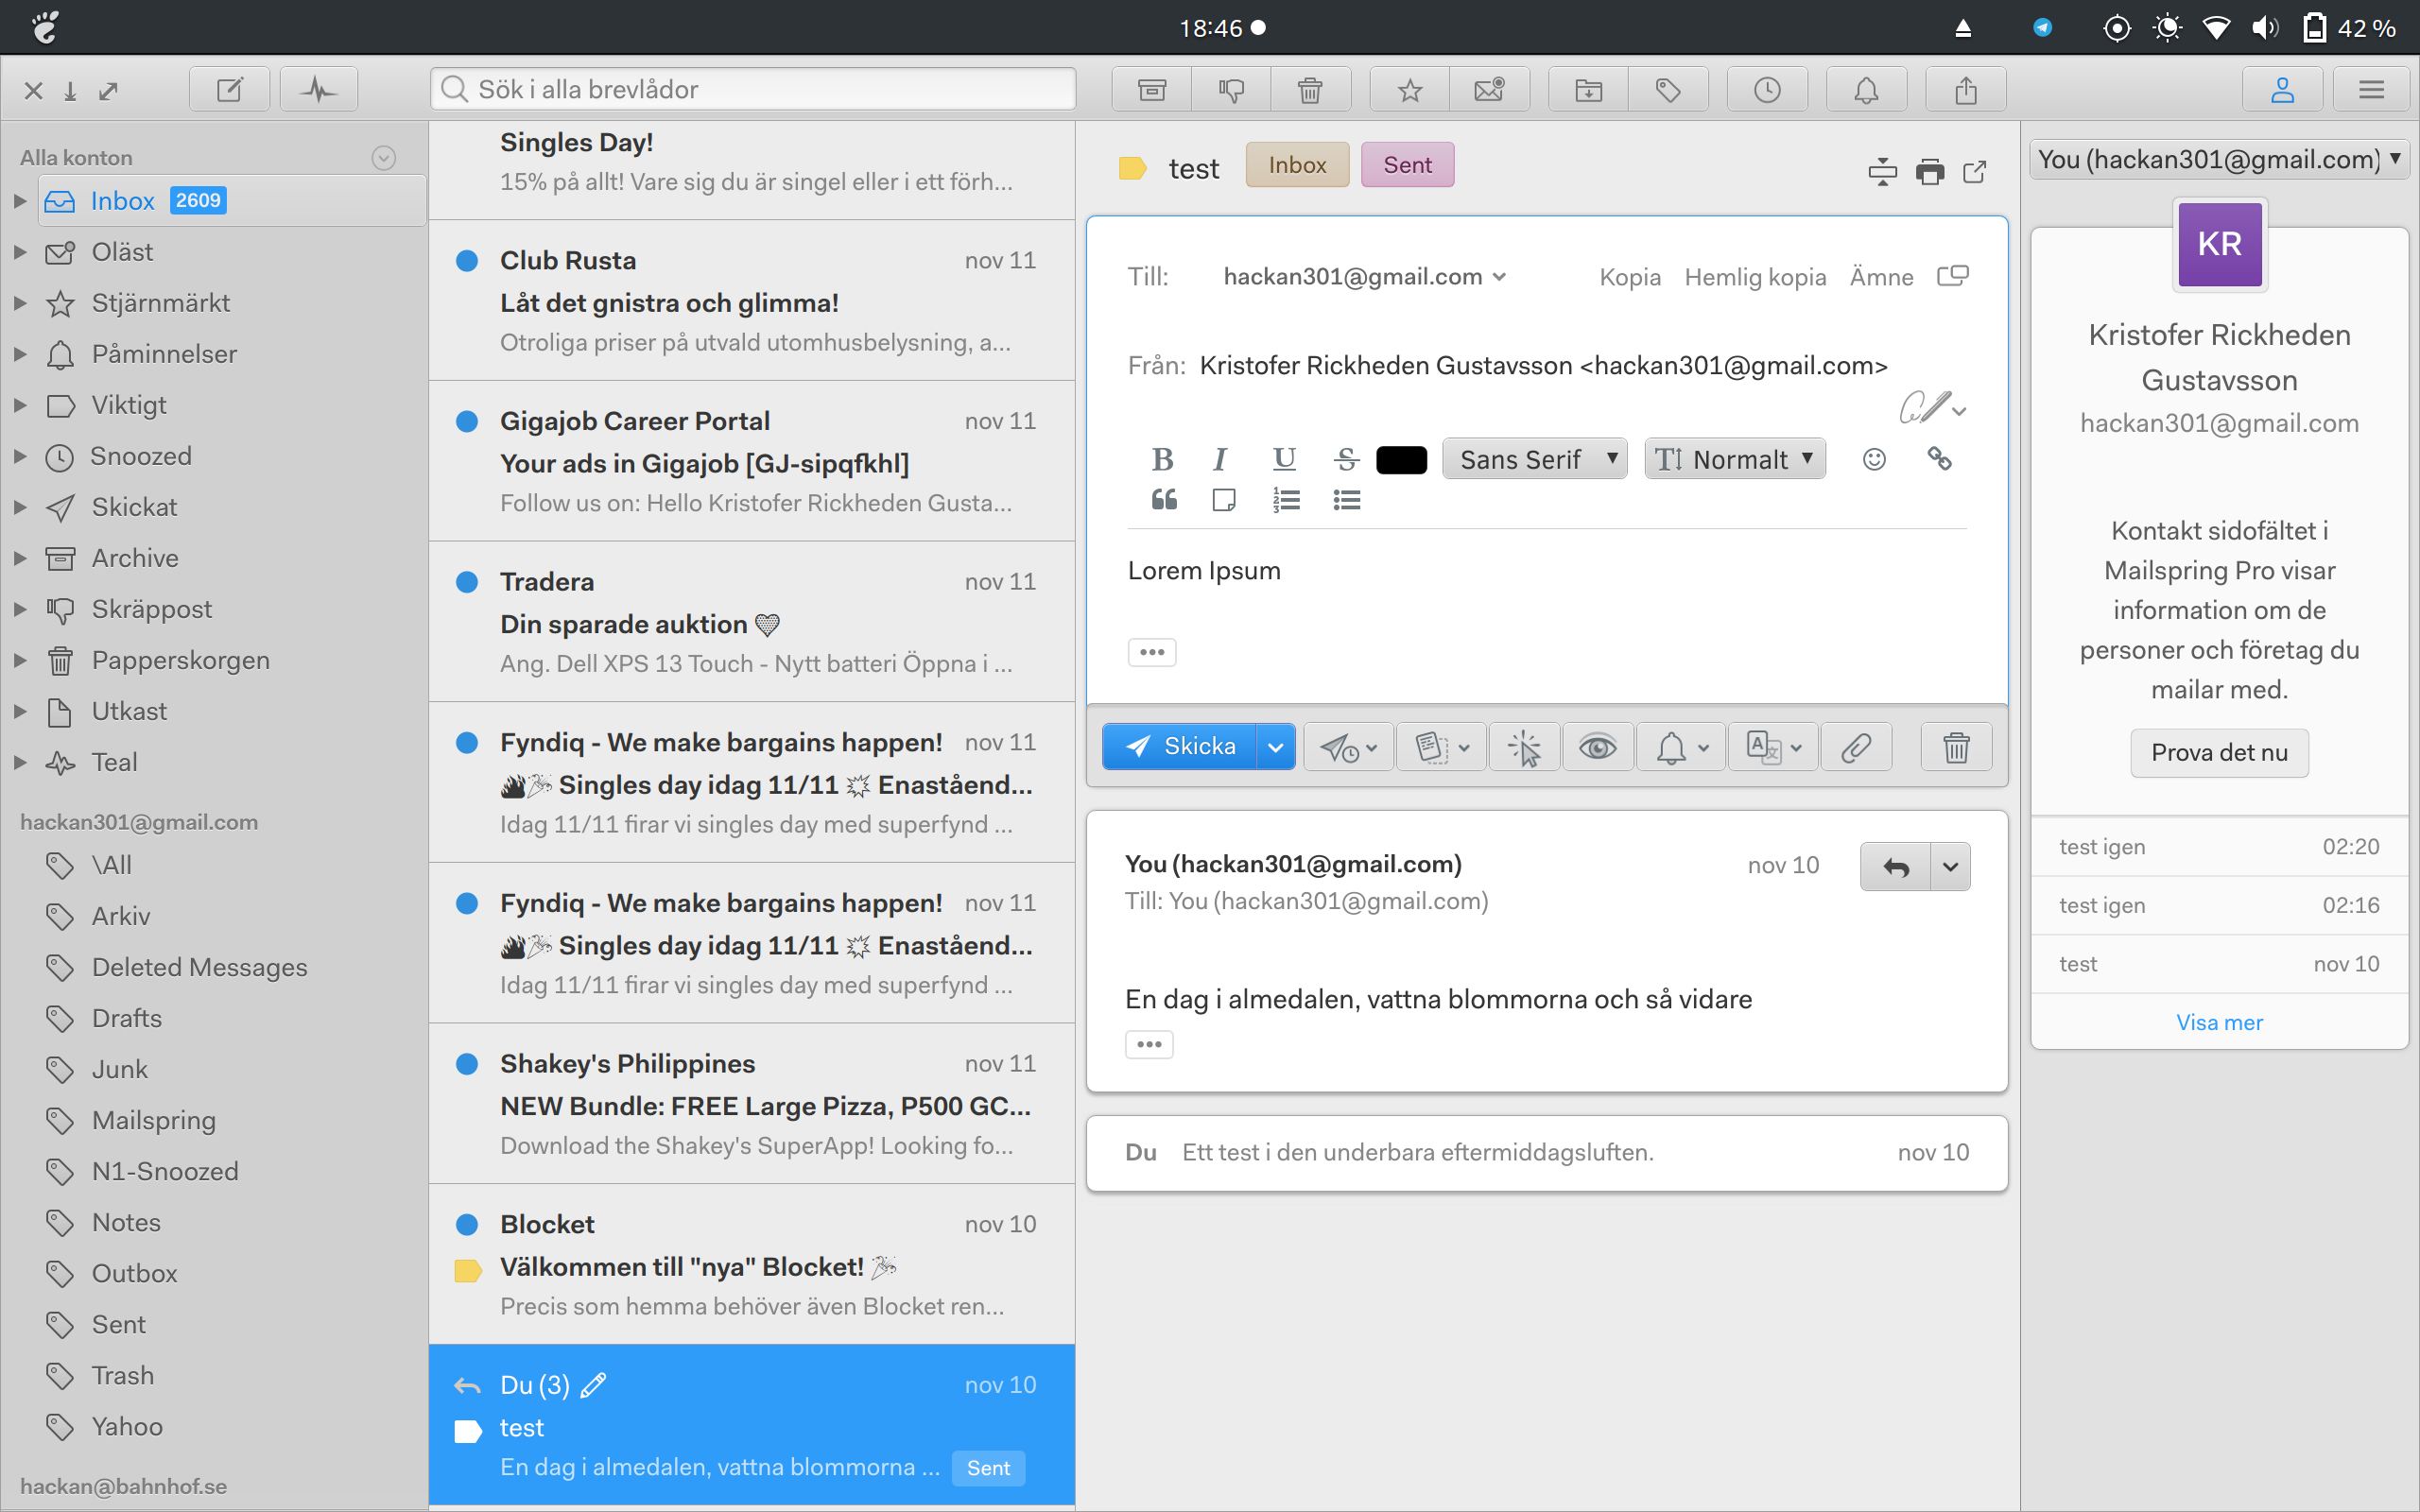 18:46
42 %
Sök i alla brevlådor
Alla konton
Inbox 2609
Oläst
Stjärnmärkt
Påminnelser
Viktigt
Snoozed
Skickat
Archive
Skräppost
Papperskorgen
Utkast
Teal
hackan301@gmail.com
\All
Arkiv
Deleted Messages
Drafts
Junk
Mailspring
N1-Snoozed
Notes
Outbox
Sent
Trash
Yahoo
hackan@bahnhof.se
Singles Day!
15% på allt! Vare sig du är singel eller i ett förh...
Club Rusta nov 11
Låt det gnistra och glimma!
Otroliga priser på utvald utomhusbelysning, a...
Gigajob Career Portal nov 11
Your ads in Gigajob [GJ-sipqfkhl]
Follow us on: Hello Kristofer Rickheden Gusta...
Tradera nov 11
Din sparade auktion
Ang. Dell XPS 13 Touch - Nytt batteri Öppna i ...
Fyndiq - We make bargains happen! nov 11
Singles day idag 11/11 Enaståend...
Idag 11/11 firar vi singles day med superfynd ...
Fyndiq - We make bargains happen! nov 11
Singles day idag 11/11 Enaståend...
Idag 11/11 firar vi singles day med superfynd ...
Shakey's Philippines nov 11
NEW Bundle: FREE Large Pizza, P500 GC...
Download the Shakey's SuperApp! Looking fo...
Blocket nov 10
Välkommen till "nya" Blocket!
Precis som hemma behöver även Blocket ren...
Du (3) nov 10
test
En dag i almedalen, vattna blommorna ... Sent
test Inbox Sent
Till: hackan301@gmail.com Kopia Hemlig kopia Ämne
Från: Kristofer Rickheden Gustavsson <hackan301@gmail.com>
B I U S Sans Serif Normalt
Lorem Ipsum
Skicka
You (hackan301@gmail.com) nov 10
Till: You (hackan301@gmail.com)
En dag i almedalen, vattna blommorna och så vidare
Du Ett test i den underbara eftermiddagsluften. nov 10
You (hackan301@gmail.com)
KR
Kristofer Rickheden
Gustavsson
hackan301@gmail.com
Kontakt sidofältet i
Mailspring Pro visar
information om de
personer och företag du
mailar med.
Prova det nu
test igen 02:20
test igen 02:16
test nov 10
Visa mer